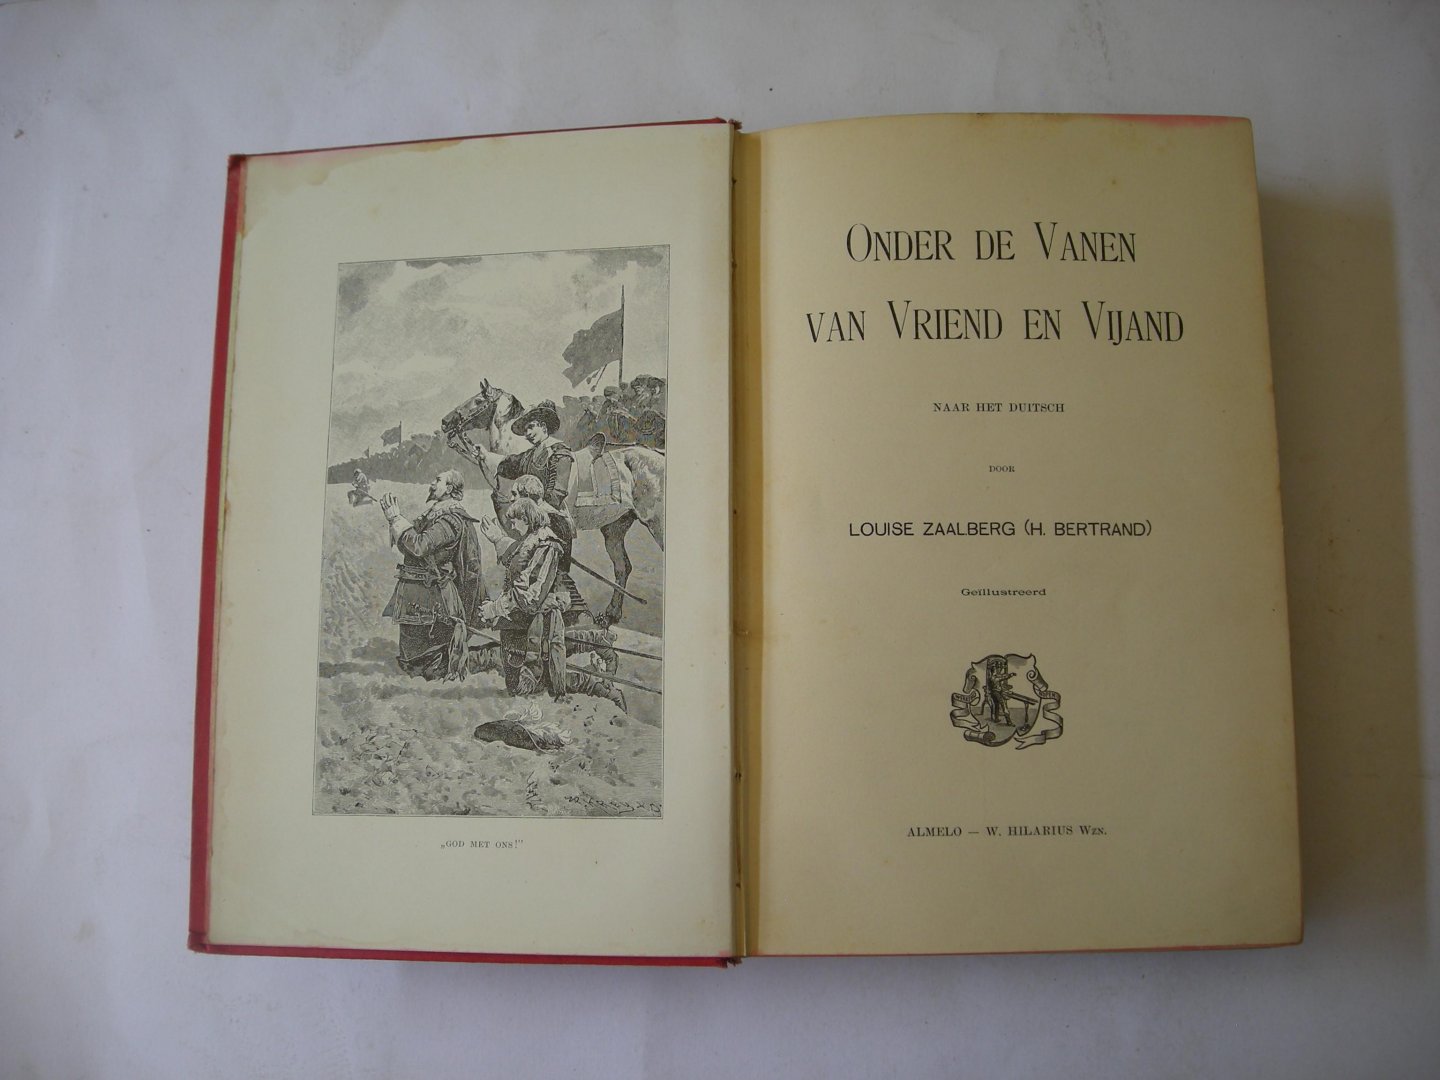 „GOD MET ONS!”
ONDER DE VANEN
VAN VRIEND EN VIJAND
NAAR HET DUITSCH
DOOR
LOUISE ZAALBERG (H. BERTRAND)
Geïllustreerd
ALMELO — W. HILARIUS WZN.